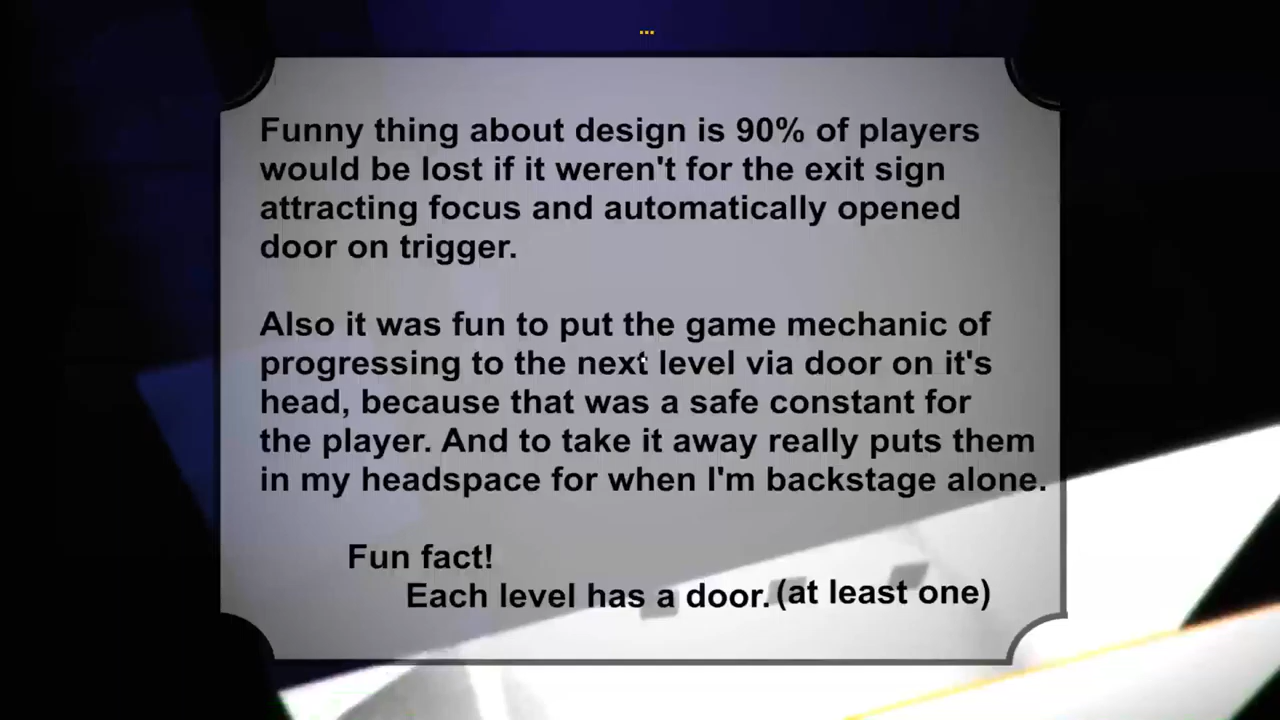 ...
Funny thing about design is 90% of players
would be lost if it weren't for the exit sign
attracting focus and automatically opened
door on trigger.
Also it was fun to put the game mechanic of
progressing to the next level via door on it's
head, because that was a safe constant for
the player. And to take it away really puts them
in my headspace for when I'm backstage alone.
Fun fact!
Each level has a door. (at least one)